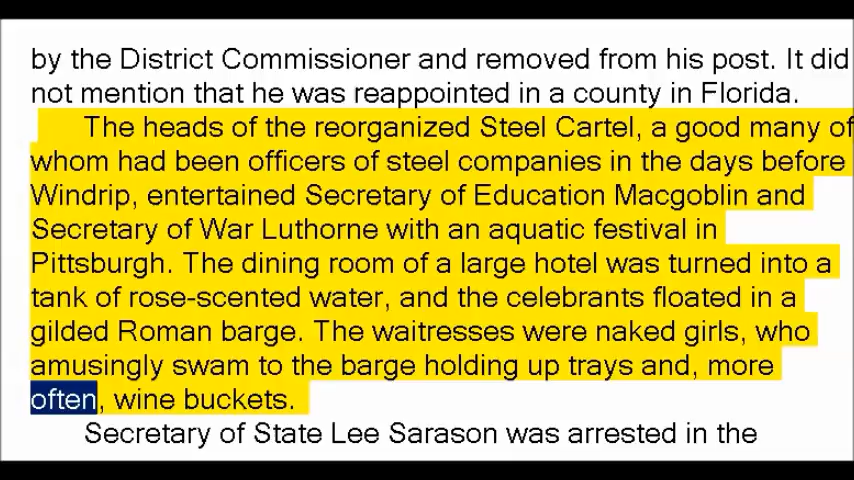 by the District Commissioner and removed from his post. It did
not mention that he was reappointed in a county in Florida.
The heads of the reorganized Steel Cartel, a good many of
whom had been officers of steel companies in the days before
Windrip, entertained Secretary of Education Macgoblin and
Secretary of War Luthorne with an aquatic festival in
Pittsburgh. The dining room of a large hotel was turned into a
tank of rose-scented water, and the celebrants floated in a
gilded Roman barge. The waitresses were naked girls, who
amusingly swam to the barge holding up trays and, more
often, wine buckets.
Secretary of State Lee Sarason was arrested in the